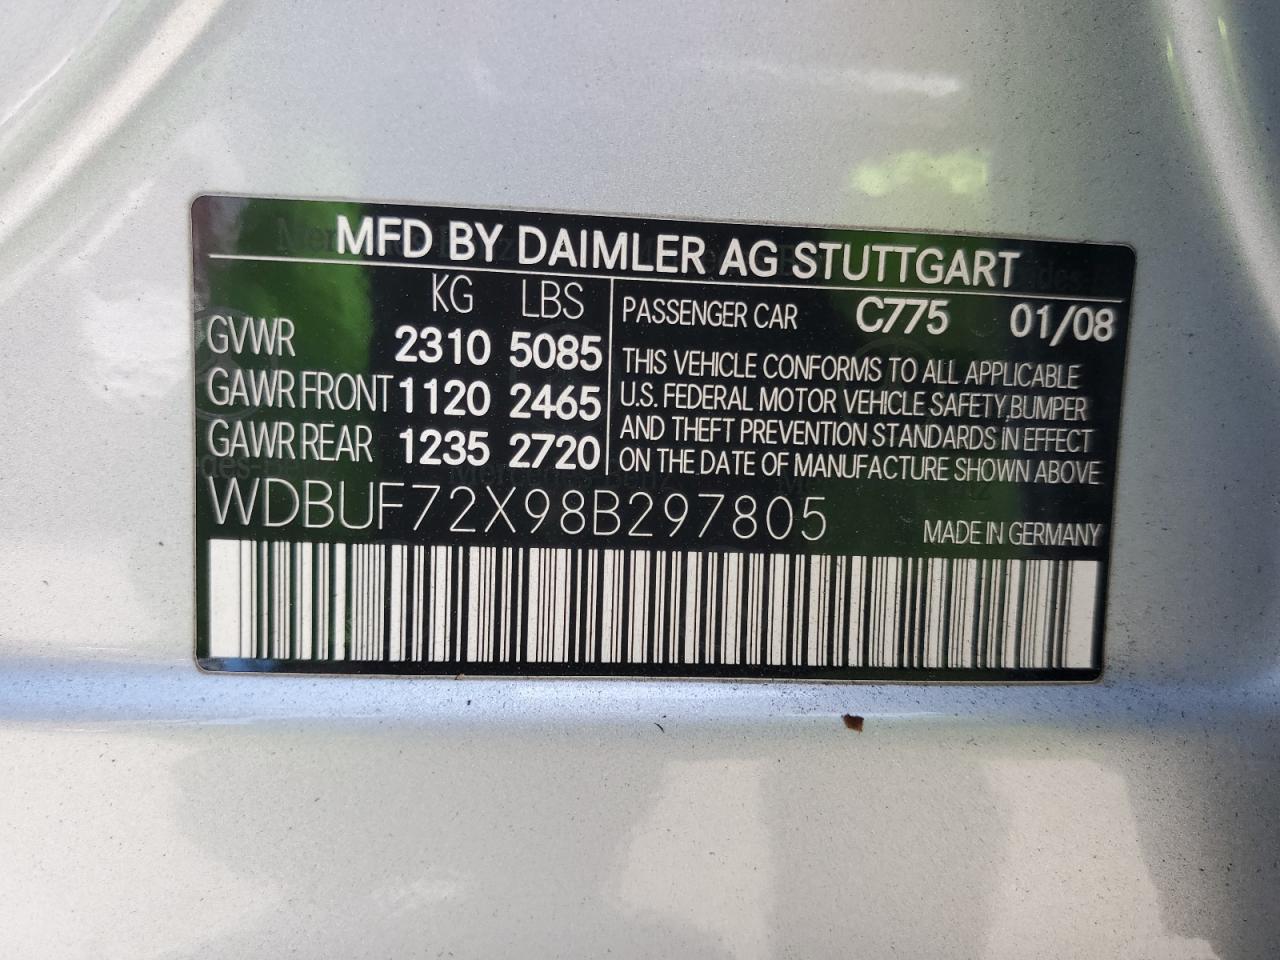 MFD BY DAIMLER AG STUTTGART
KG LBS
GVWR 2310 5085
GAWR FRONT 1120 2465
GAWR REAR 1235 2720
PASSENGER CAR C775 01/08
THIS VEHICLE CONFORMS TO ALL APPLICABLE
U.S. FEDERAL MOTOR VEHICLE SAFETY,BUMPER
AND THEFT PREVENTION STANDARDS IN EFFECT
ON THE DATE OF MANUFACTURE SHOWN ABOVE
WDBUF72X98B297805
MADE IN GERMANY